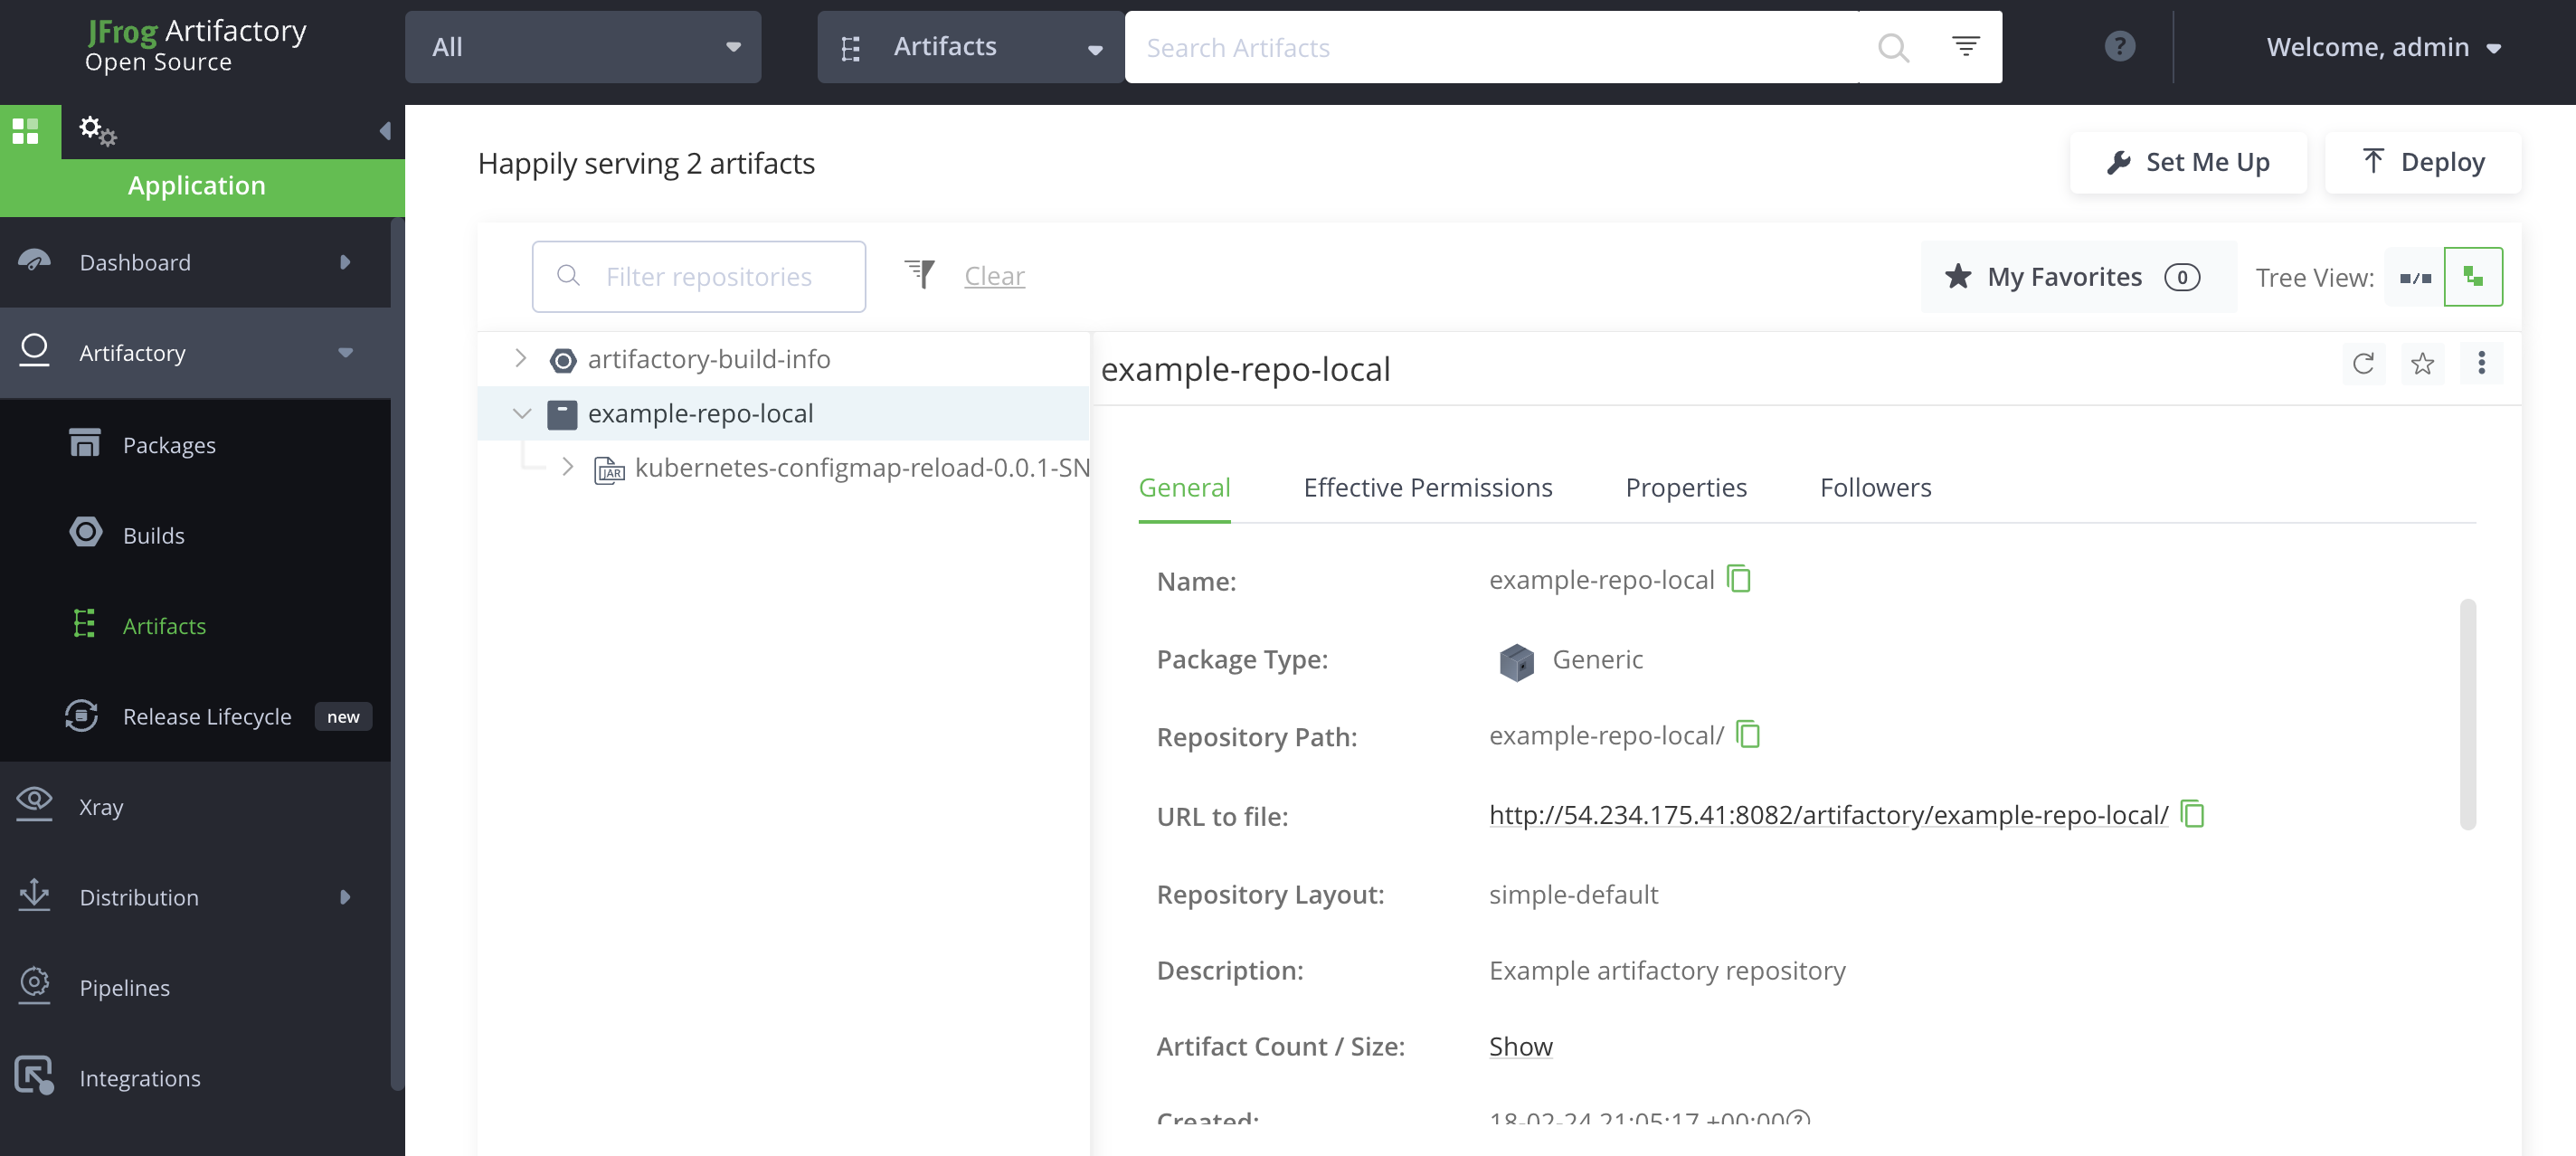 JFrog Artifactory
Open Source
All
Artifacts
Search Artifacts
?
Welcome, admin
Application
Dashboard
Artifactory
Packages
Builds
Artifacts
Release Lifecycle new
Xray
Distribution
Pipelines
Integrations
Happily serving 2 artifacts
Set Me Up
Deploy
Filter repositories
Clear
My Favorites 0
Tree View:
artifactory-build-info
example-repo-local
JAR kubernetes-configmap-reload-0.0.1-SN
example-repo-local
General Effective Permissions Properties Followers
Name: example-repo-local
Package Type: Generic
Repository Path: example-repo-local/
URL to file: http://54.234.175.41:8082/artifactory/example-repo-local/
Repository Layout: simple-default
Description: Example artifactory repository
Artifact Count / Size: Show
Created: 18-02-24 21:05:17 +00:00 ?